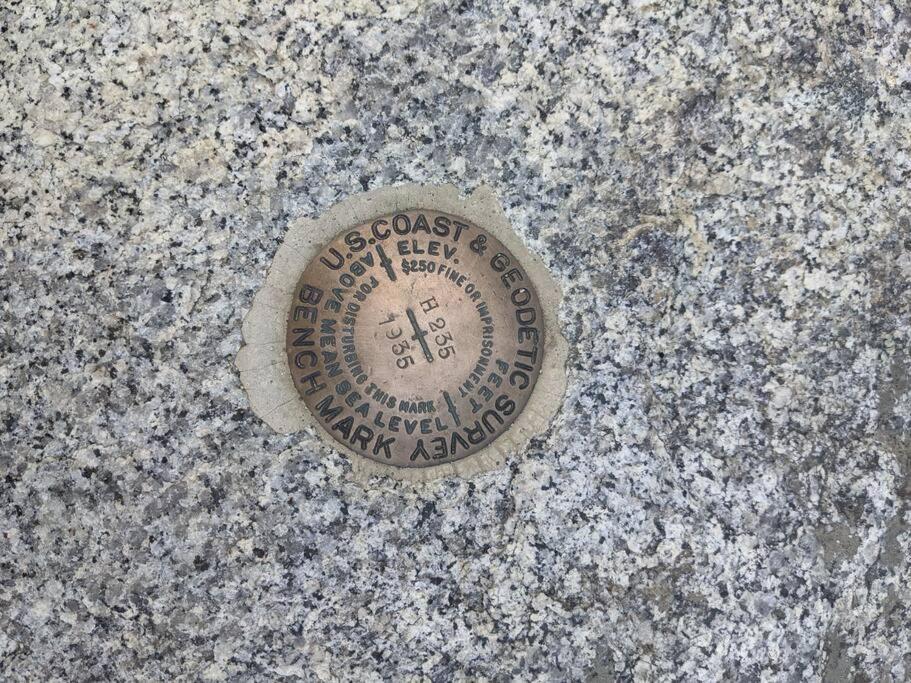 U.S. COAST & GEODETIC SURVEY
BENCH MARK
ELEV.
FEET
ABOVE MEAN SEA LEVEL
$250 FINE OR IMPRISONMENT
FOR DISTURBING THIS MARK
H 235
1935